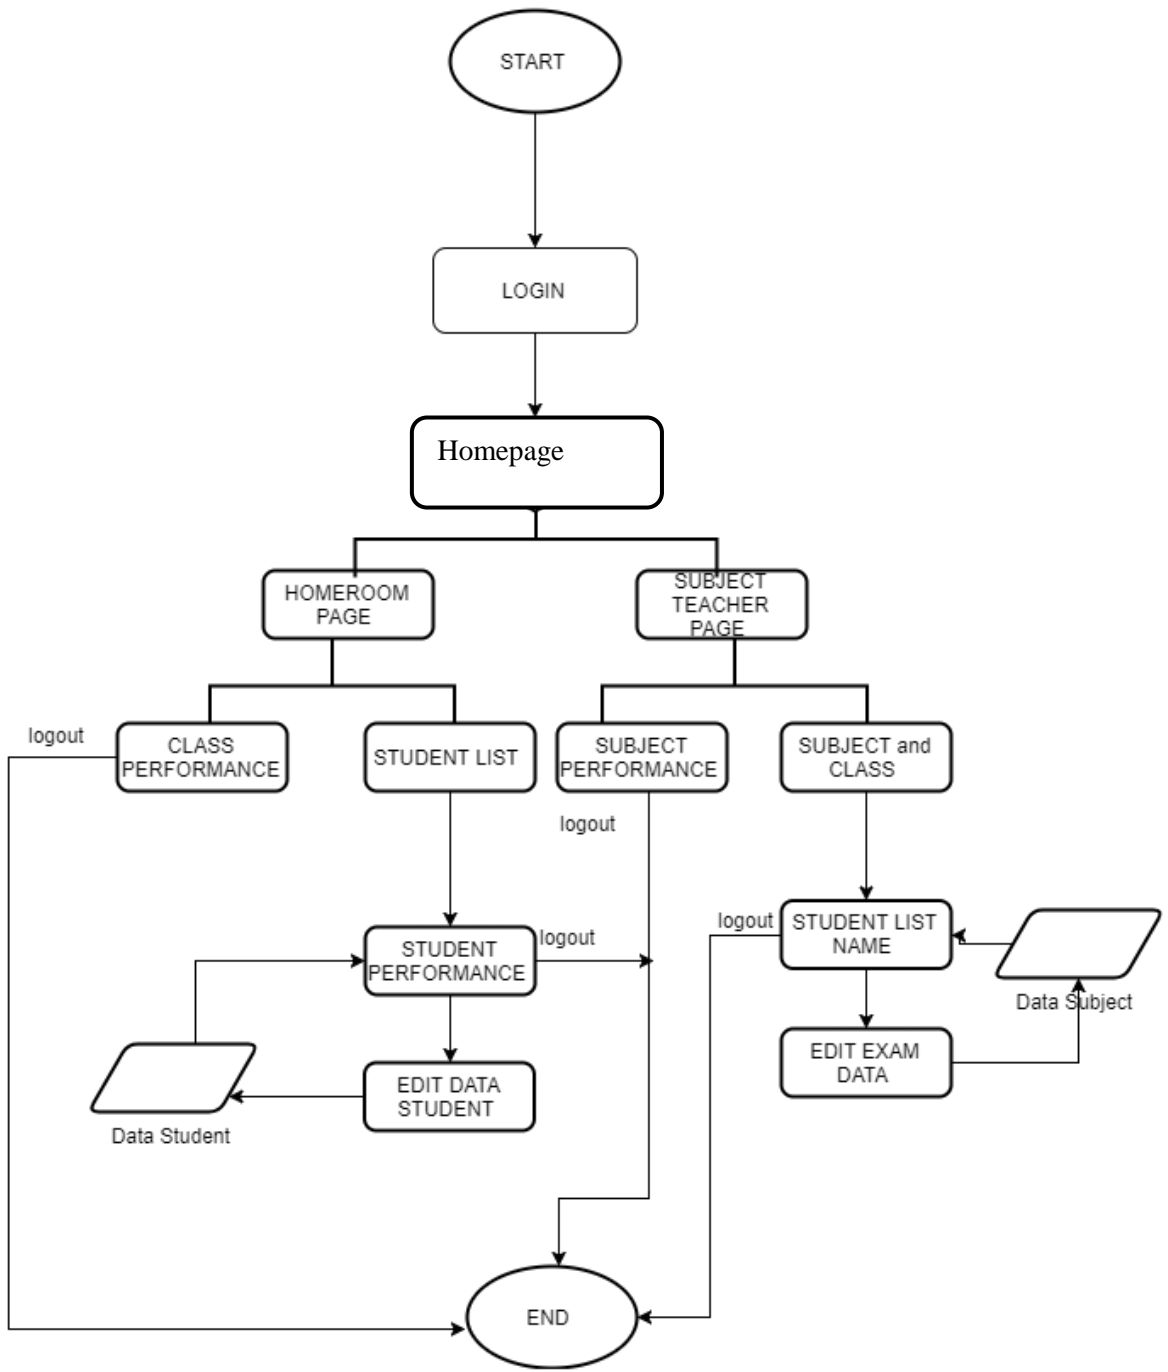 START
LOGIN
Homepage
HOMEROOM
PAGE
SUBJECT
TEACHER
PAGE
logout
CLASS
PERFORMANCE
STUDENT LIST
SUBJECT
PERFORMANCE
SUBJECT and
CLASS
logout
logout
STUDENT LIST
NAME
STUDENT
PERFORMANCE
logout
Data Subject
EDIT EXAM
DATA
EDIT DATA
STUDENT
Data Student
END